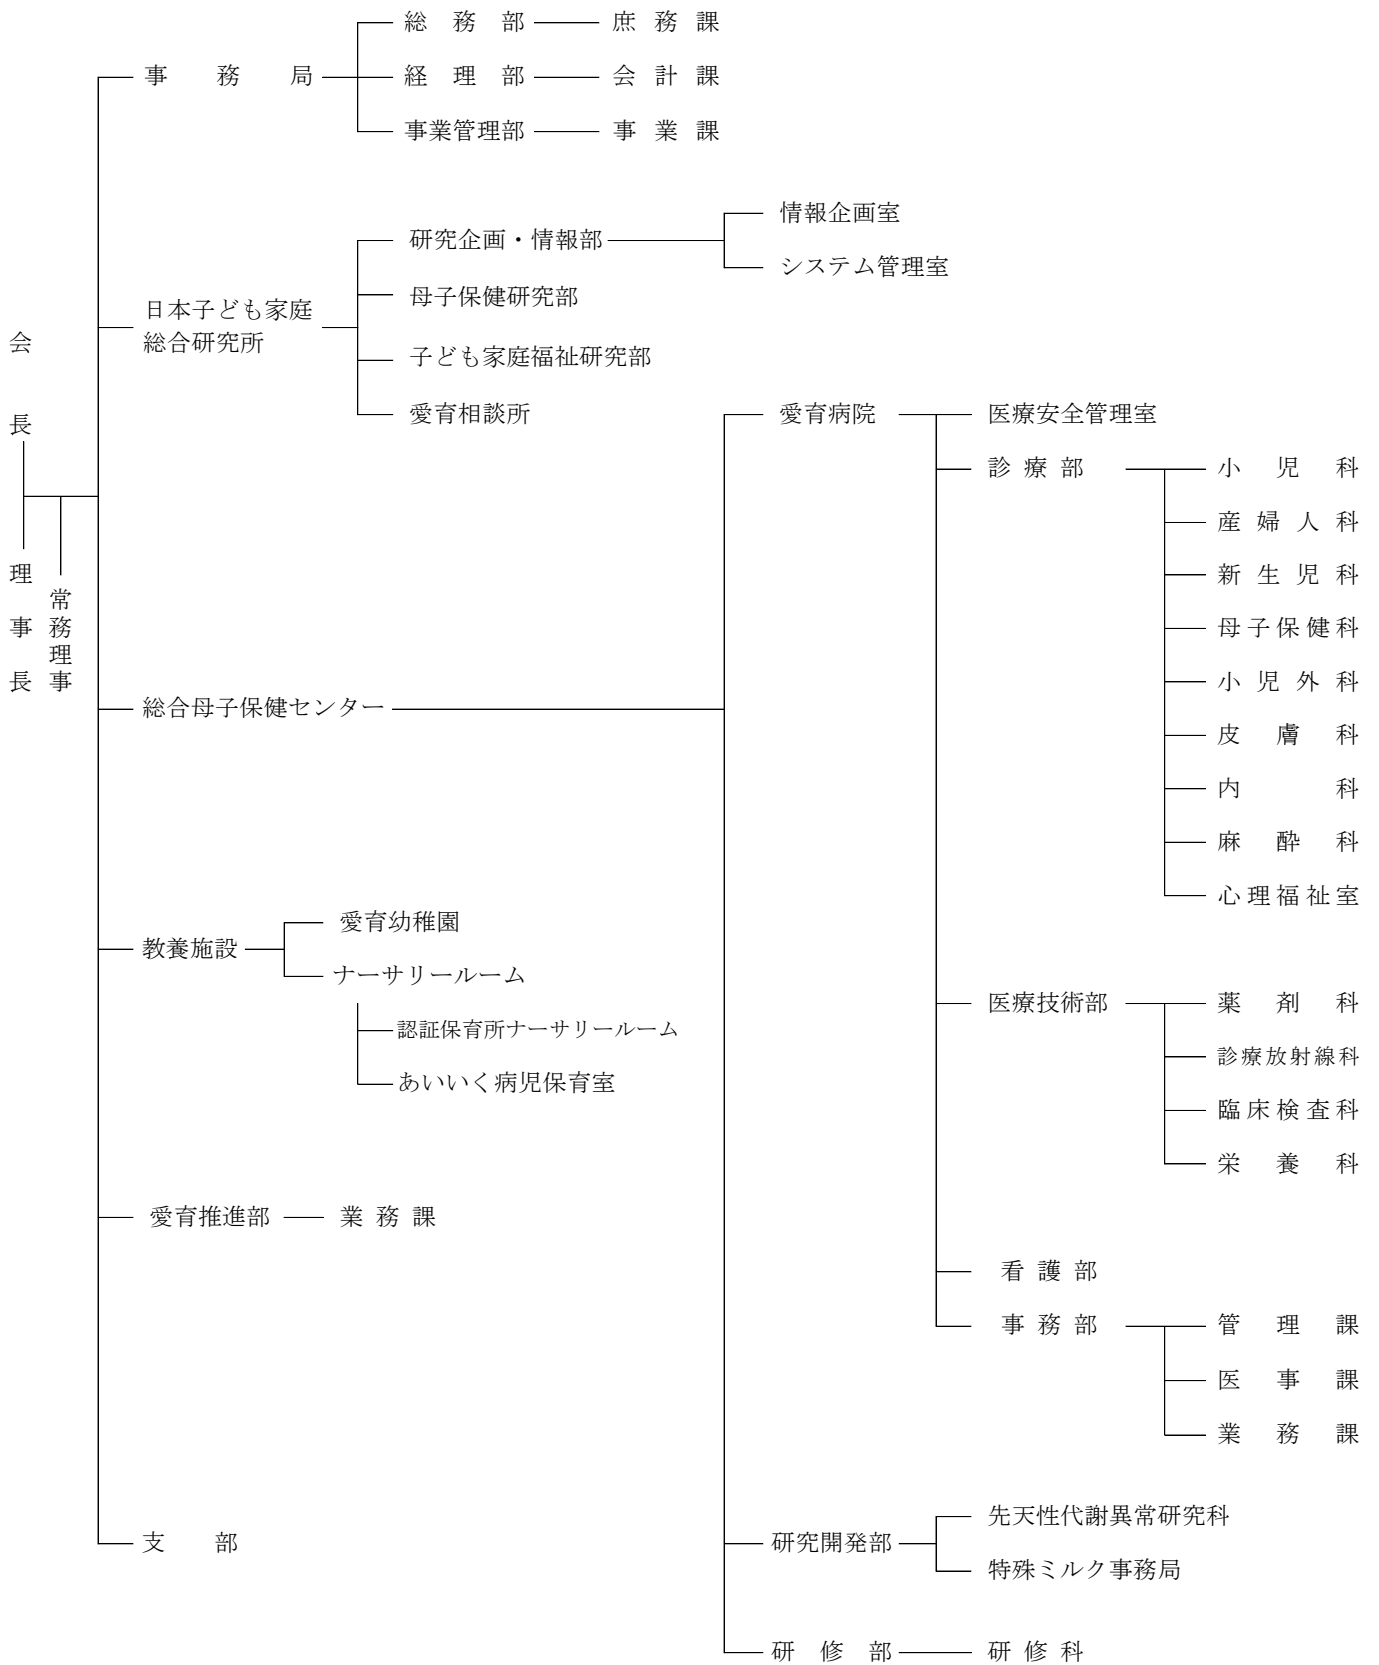 会長
理事長
常務理事
事務局
総務部
庶務課
経理部
会計課
事業管理部
事業課
日本子ども家庭
総合研究所
研究企画・情報部
情報企画室
システム管理室
母子保健研究部
子ども家庭福祉研究部
愛育相談所
総合母子保健センター
愛育病院
医療安全管理室
診療部
小児科
産婦人科
新生児科
母子保健科
小児外科
皮膚科
内科
麻酔科
心理福祉室
医療技術部
薬剤科
診療放射線科
臨床検査科
栄養科
看護部
事務部
管理課
医事課
業務課
研究開発部
先天性代謝異常研究科
特殊ミルク事務局
研修部
研修科
教養施設
愛育幼稚園
ナーサリールーム
認証保育所ナーサリールーム
あいいく病児保育室
愛育推進部
業務課
支部